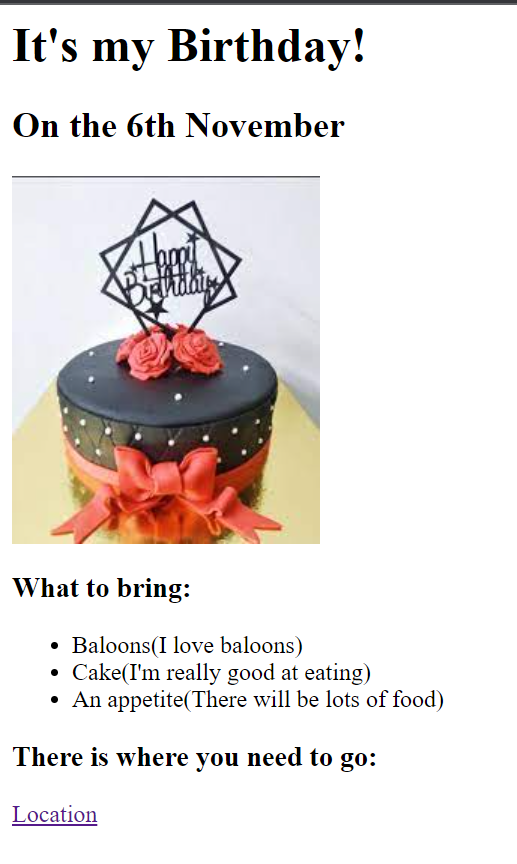 It's my Birthday!
On the 6th November
Happy
Birthday
What to bring:
Baloons(I love baloons)
Cake(I'm really good at eating)
An appetite(There will be lots of food)
There is where you need to go:
Location